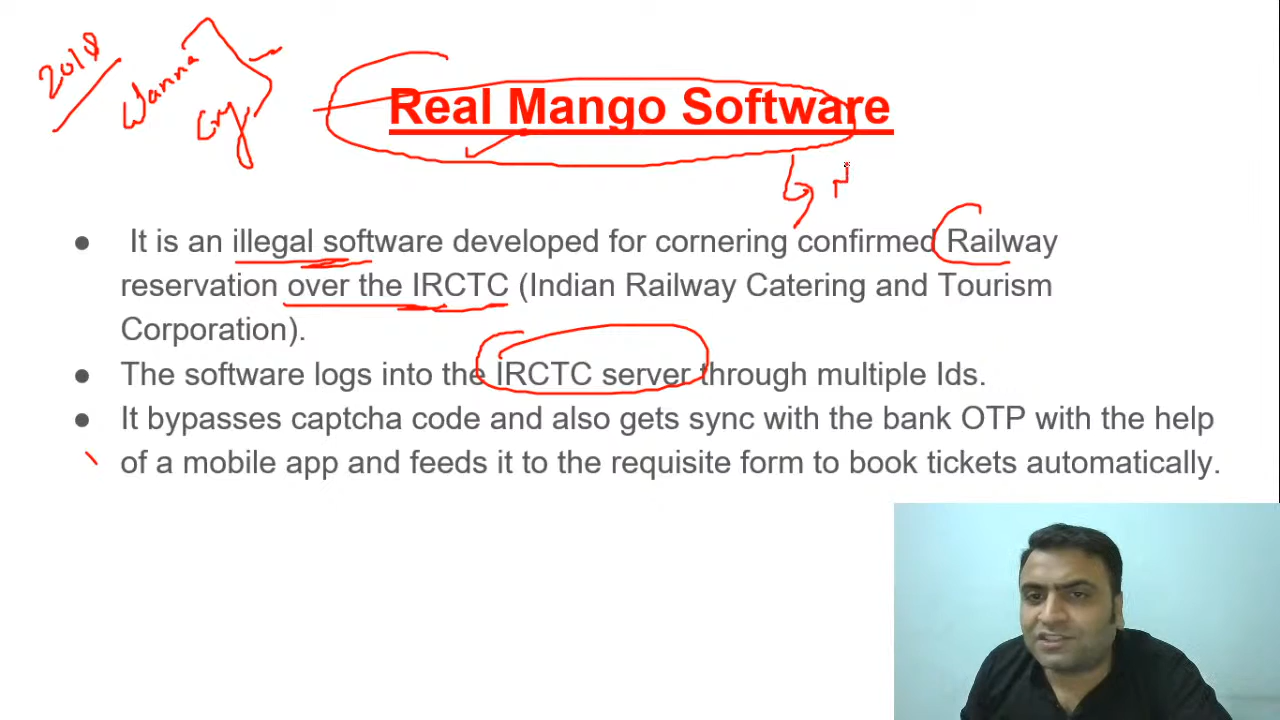 2018
Wanna
Cry
Real Mango Software
● It is an illegal software developed for cornering confirmed Railway
reservation over the IRCTC (Indian Railway Catering and Tourism
Corporation).
● The software logs into the IRCTC server through multiple Ids.
● It bypasses captcha code and also gets sync with the bank OTP with the help
of a mobile app and feeds it to the requisite form to book tickets automatically.